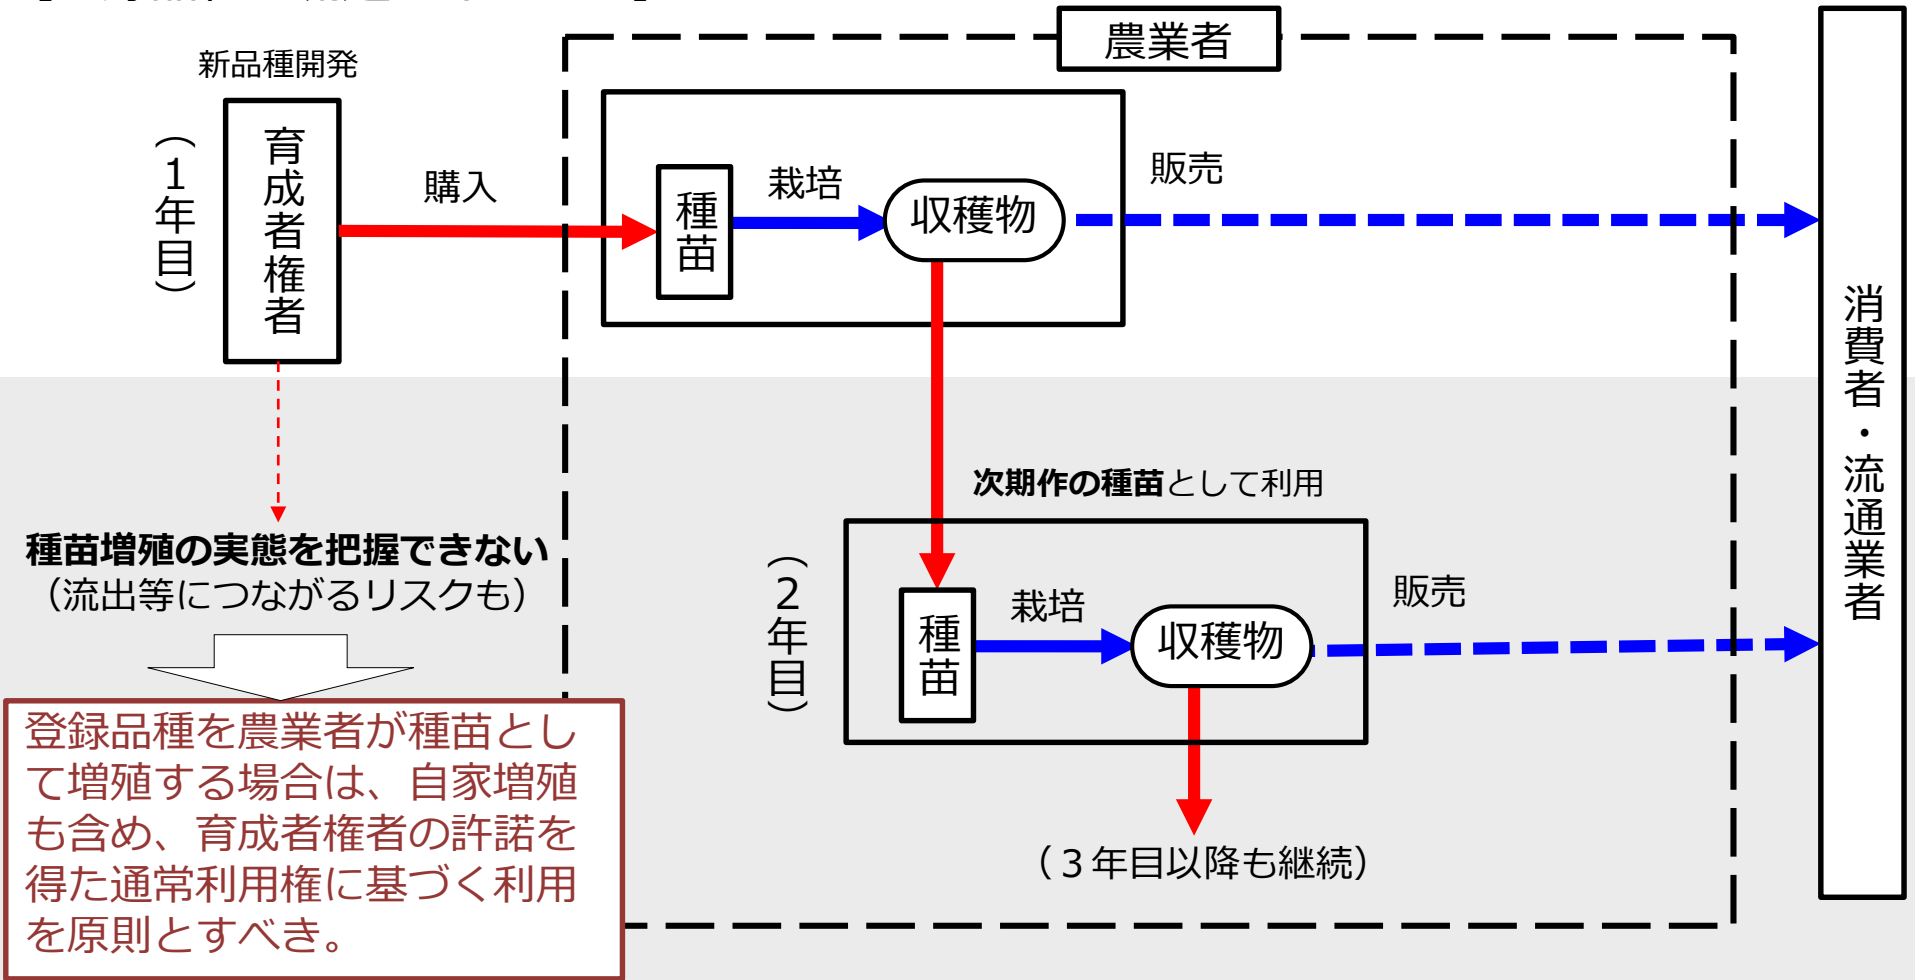 農業者
新品種開発
(1年目)
育成者権者
購入
種苗
栽培
収穫物
販売
消費者・流通業者
次期作の種苗として利用
種苗増殖の実態を把握できない
（流出等につながるリスクも）
(2年目)
種苗
栽培
収穫物
販売
（３年目以降も継続）
登録品種を農業者が種苗とし
て増殖する場合は、自家増殖
も含め、育成者権者の許諾を
得た通常利用権に基づく利用
を原則とすべき。